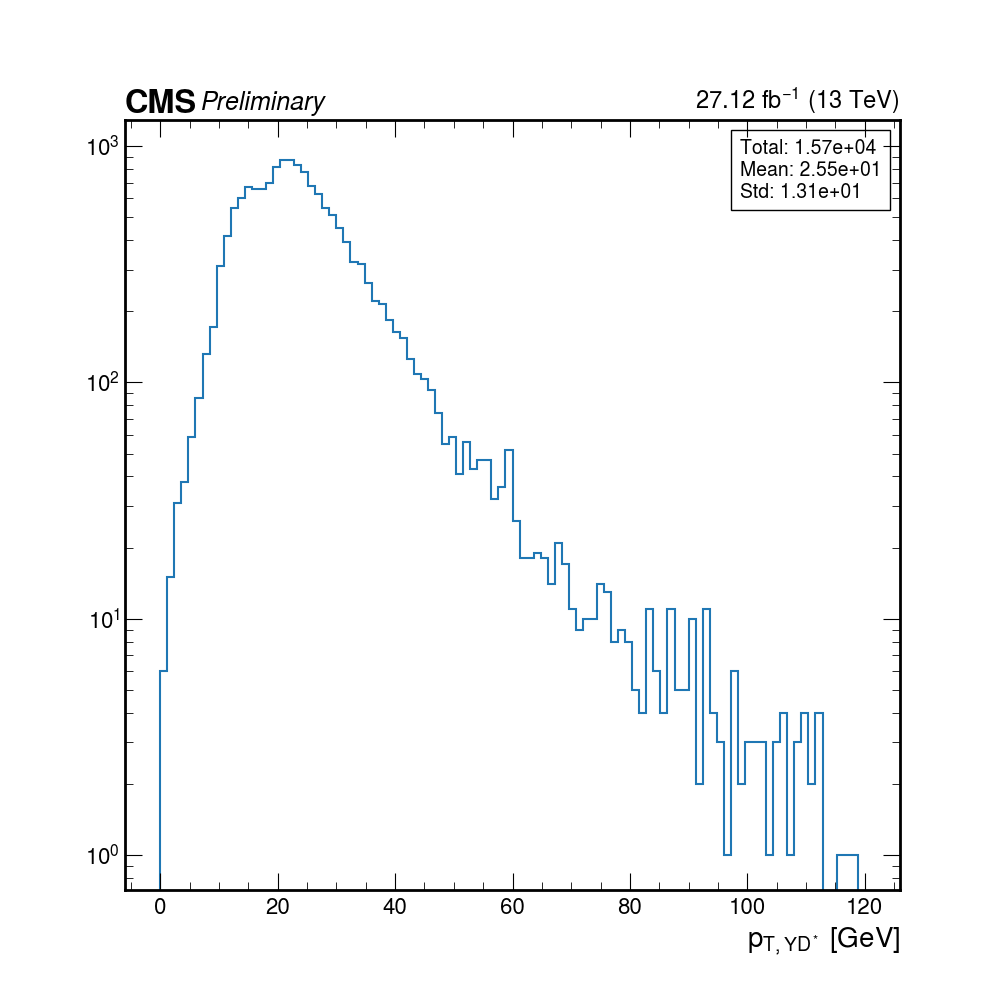 CMS Preliminary 27.12 fb⁻¹ (13 TeV)
Total: 1.57e+04
Mean: 2.55e+01
Std: 1.31e+01
10³
10²
10¹
10⁰
0 20 40 60 80 100 120
p_{T, YD^*} [GeV]